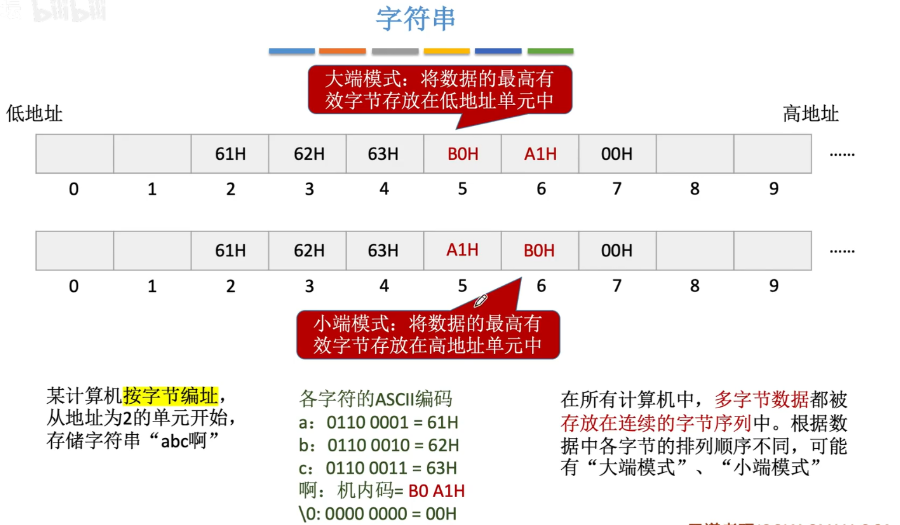 bilibili
字符串
大端模式：将数据的最高有
效字节存放在低地址单元中
低地址
高地址
61H 62H 63H B0H A1H 00H ......
0 1 2 3 4 5 6 7 8 9
61H 62H 63H A1H B0H 00H ......
0 1 2 3 4 5 6 7 8 9
小端模式：将数据的最高有
效字节存放在高地址单元中
某计算机按字节编址，
从地址为2的单元开始，
存储字符串“abc啊”
各字符的ASCII编码
a：0110 0001 = 61H
b：0110 0010 = 62H
c：0110 0011 = 63H
啊：机内码= B0 A1H
\0: 0000 0000 = 00H
在所有计算机中，多字节数据都被
存放在连续的字节序列中。根据数
据中各字节的排列顺序不同，可能
有“大端模式”、“小端模式”